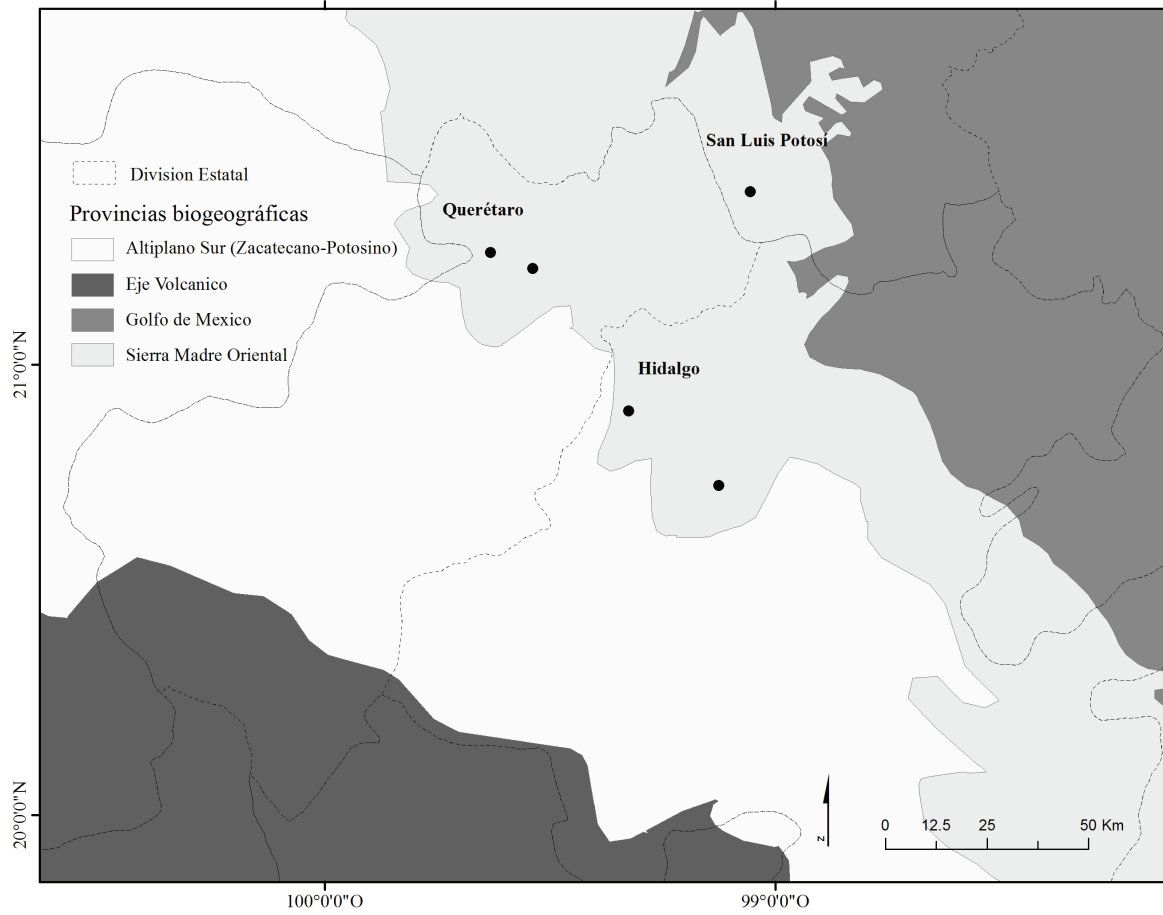 San Luis Potosí
Division Estatal
Provincias biogeográficas
Querétaro
Altiplano Sur (Zacatecano-Potosino)
Eje Volcanico
Golfo de Mexico
Sierra Madre Oriental
Hidalgo
21°0'0"N
20°0'0"N
N
0 12.5 25 50 Km
100°0'0"O 99°0'0"O